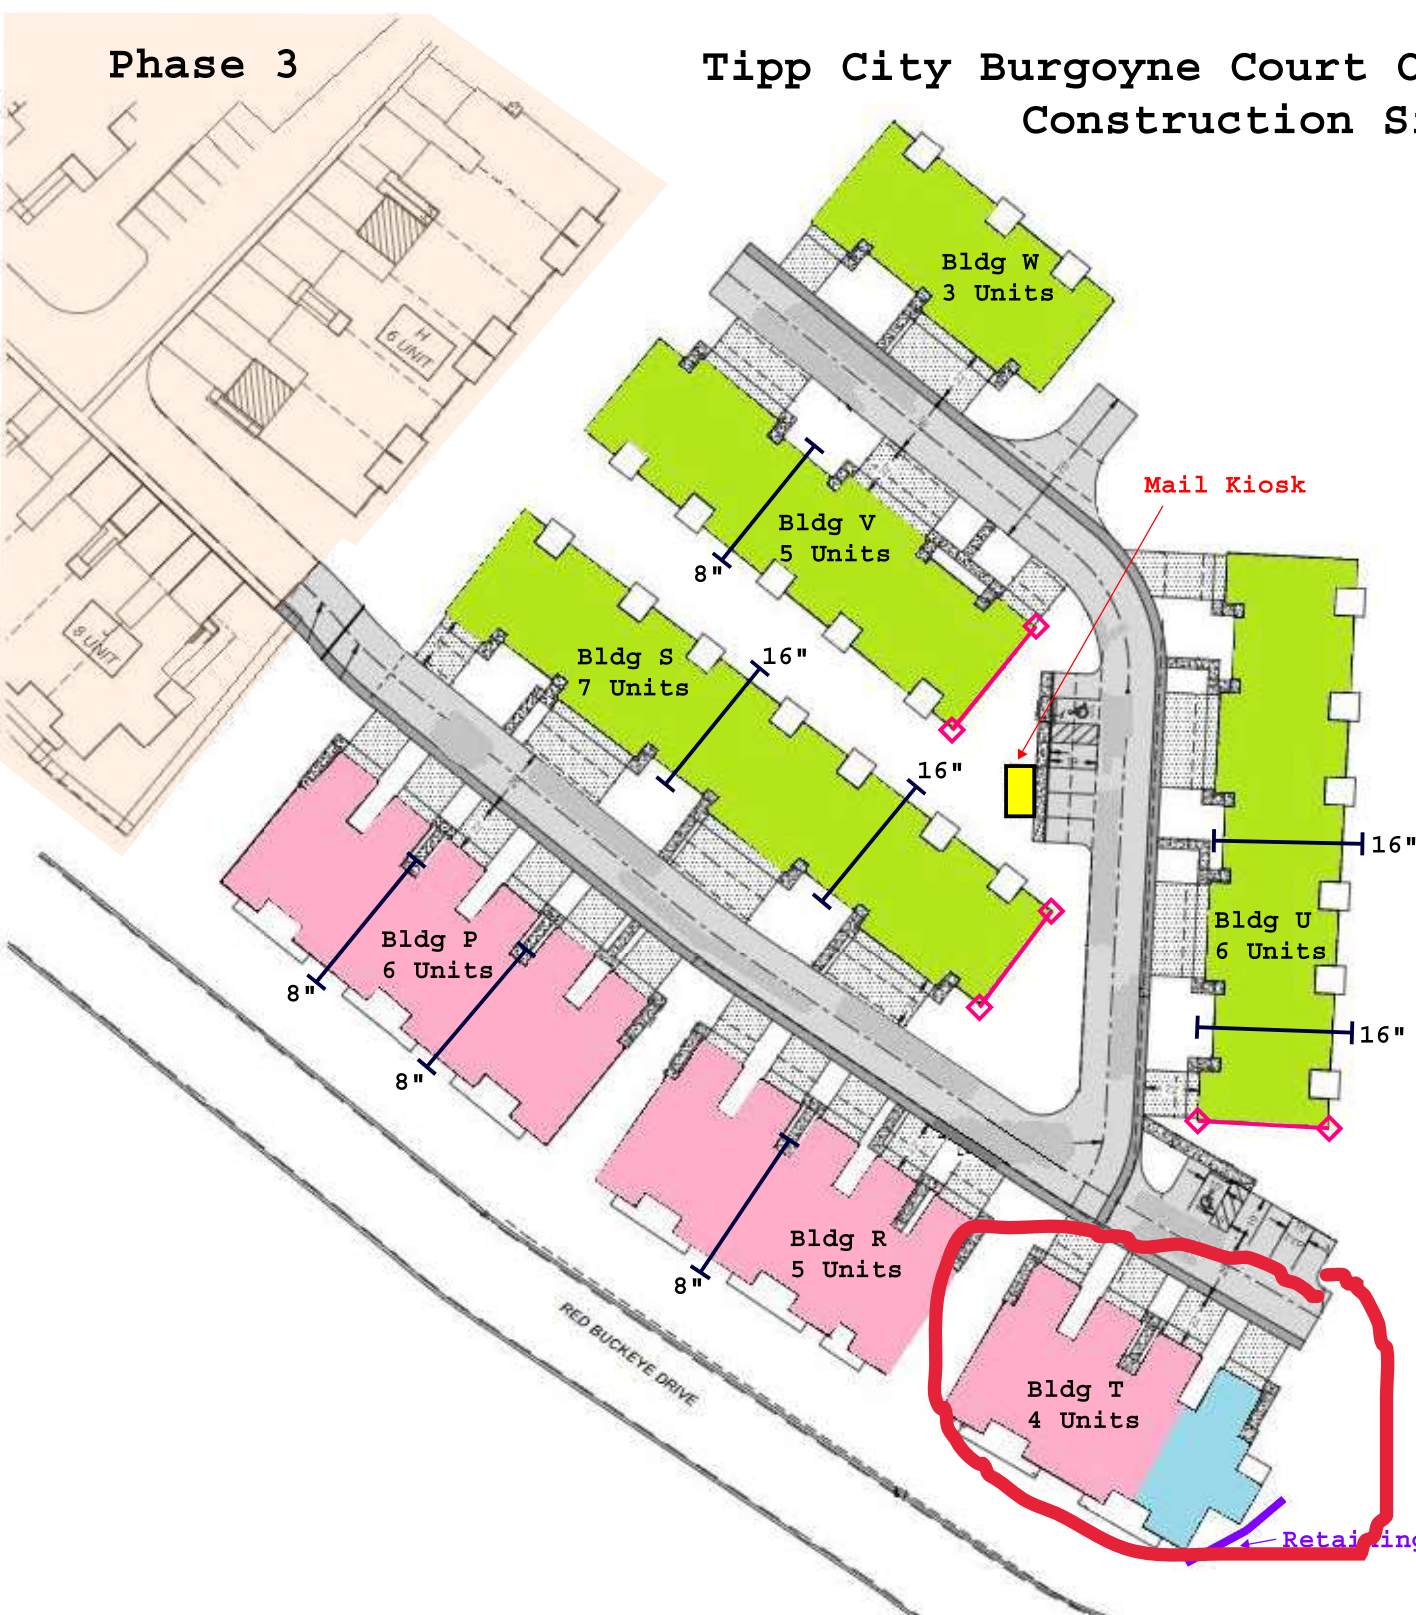 Phase 3
Tipp City Burgoyne Court
Construction
Bldg W
3 Units
H
6 UNIT
Mail Kiosk
Bldg V
5 Units
8"
8 UNIT
Bldg S
7 Units
16"
16"
16"
Bldg U
6 Units
Bldg P
6 Units
8"
16"
8"
Bldg R
5 Units
8"
RED BUCKEYE DRIVE
Bldg T
4 Units
Retaining